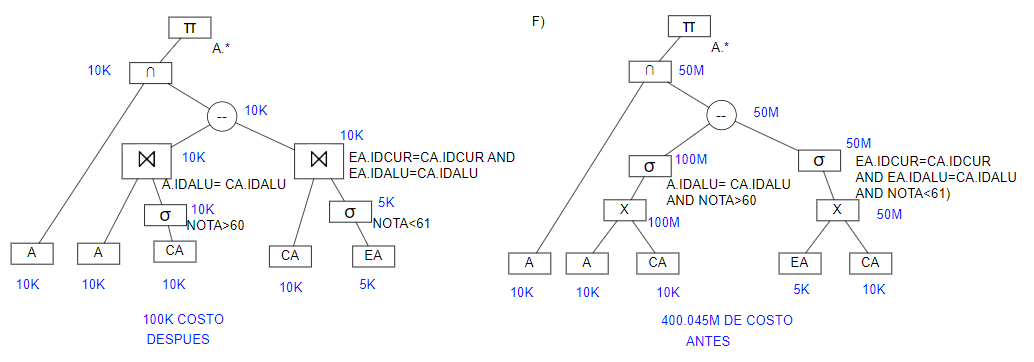 F)
π
A.*
∩
10K
--
10K
⋈
10K
A.IDALU= CA.IDALU
σ
10K
NOTA>60
10K
⋈
EA.IDCUR=CA.IDCUR AND
EA.IDALU=CA.IDALU
5K
σ
NOTA<61
A
10K
A
10K
CA
10K
CA
10K
EA
5K
100K COSTO
DESPUES
π
A.*
∩
50M
--
50M
σ
100M
A.IDALU= CA.IDALU
AND NOTA>60
X
100M
50M
σ
EA.IDCUR=CA.IDCUR
AND EA.IDALU=CA.IDALU
AND NOTA<61)
X
50M
A
10K
A
10K
CA
10K
EA
5K
CA
10K
400.045M DE COSTO
ANTES